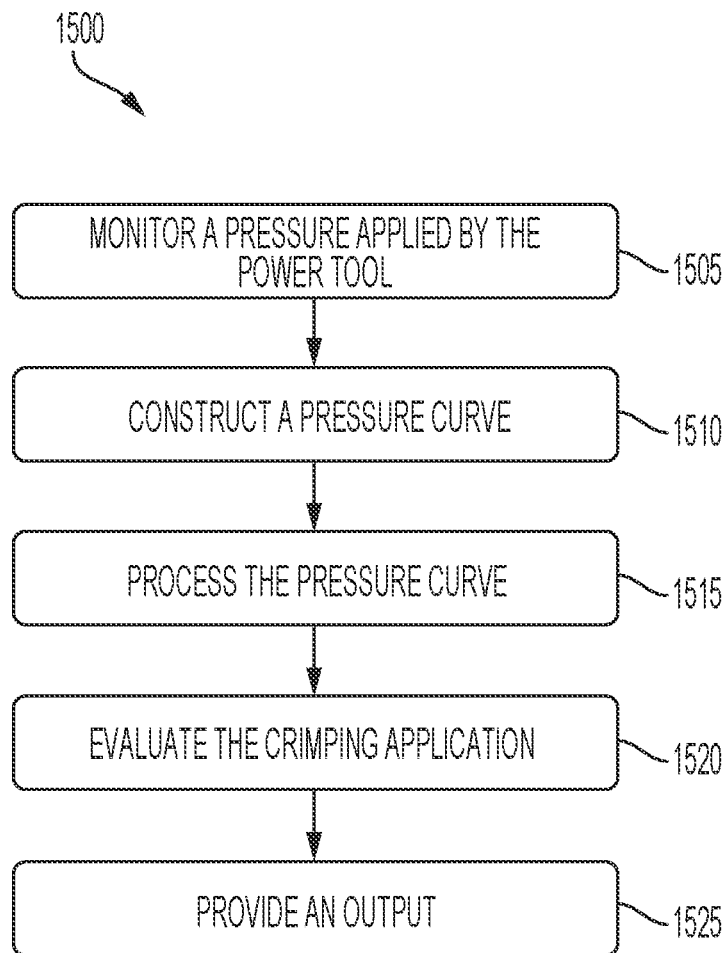 1500
MONITOR A PRESSURE APPLIED BY THE
POWER TOOL
1505
CONSTRUCT A PRESSURE CURVE
1510
PROCESS THE PRESSURE CURVE
1515
EVALUATE THE CRIMPING APPLICATION
1520
PROVIDE AN OUTPUT
1525